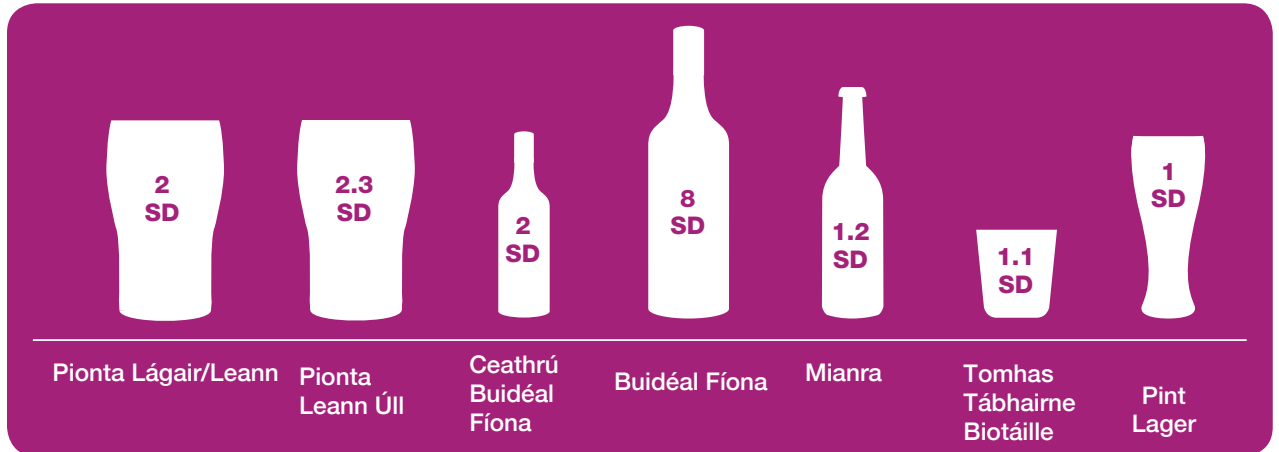 2
SD
2.3
SD
2
SD
8
SD
1.2
SD
1.1
SD
1
SD
Pionta Lágair/Leann
Pionta
Leann Úll
Ceathrú
Buidéal
Fíona
Buidéal Fíona
Mianra
Tomhas
Tábhairne
Biotáille
Pint
Lager